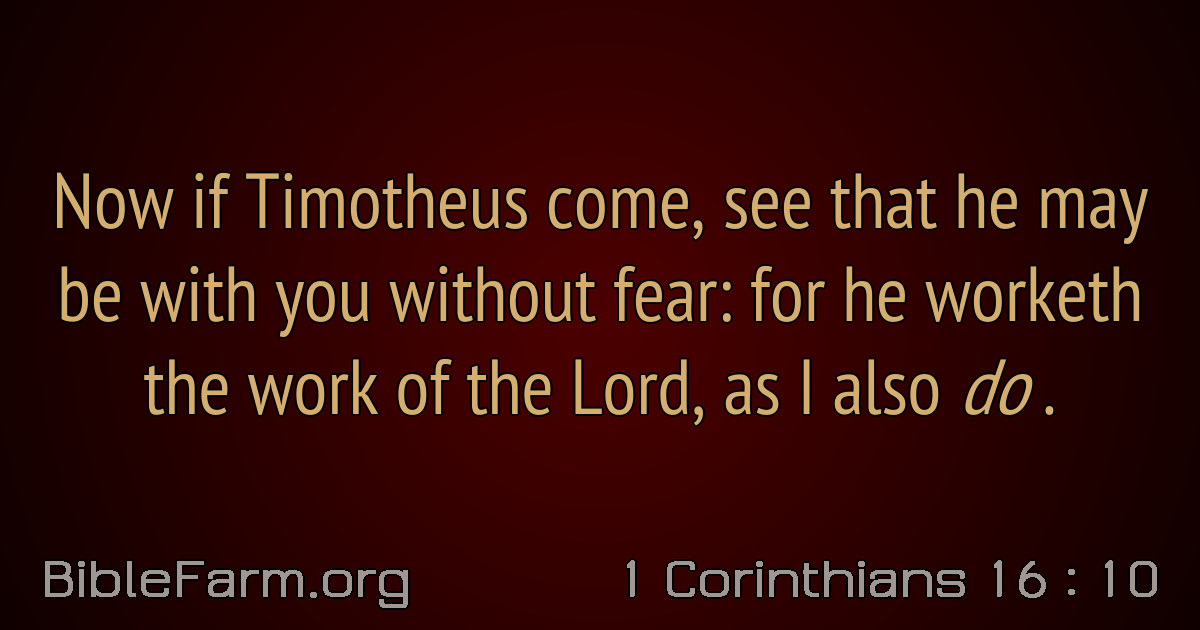 Now if Timotheus come, see that he may
be with you without fear: for he worketh
the work of the Lord, as I also do .
BibleFarm.org
1 Corinthians 16 : 10